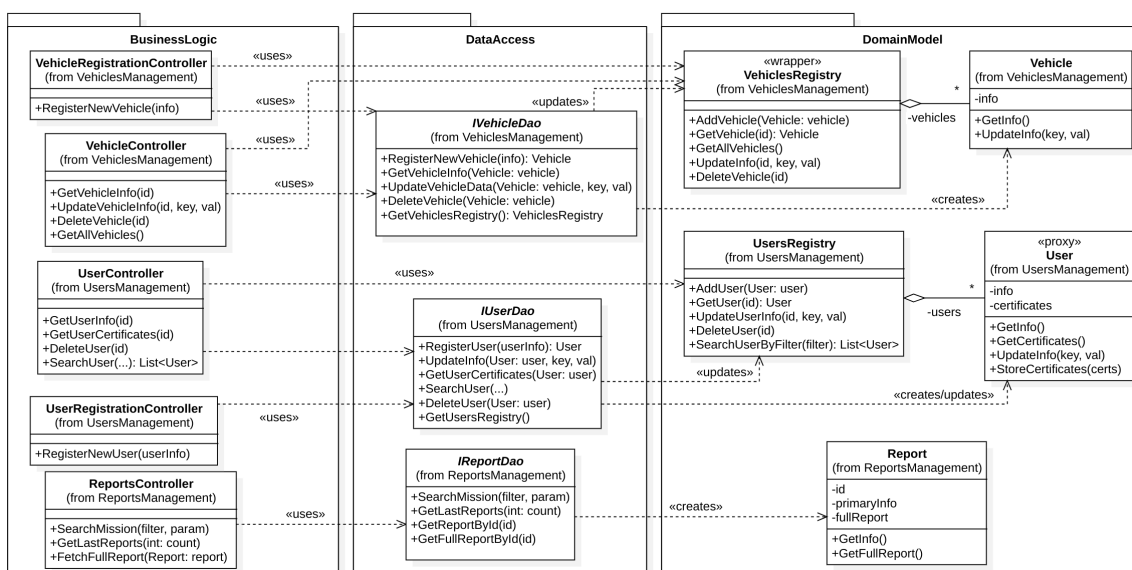 BusinessLogic
VehicleRegistrationController
(from VehiclesManagement)
+RegisterNewVehicle(info)
VehicleController
(from VehiclesManagement)
+GetVehicleInfo(id)
+UpdateVehicleInfo(id, key, val)
+DeleteVehicle(id)
+GetAllVehicles()
UserController
(from UsersManagement)
+GetUserInfo(id)
+GetUserCertificates(id)
+DeleteUser(id)
+SearchUser(...): List<User>
UserRegistrationController
(from UsersManagement)
+RegisterNewUser(userInfo)
ReportsController
(from ReportsManagement)
+SearchMission(filter, param)
+GetLastReports(int: count)
+FetchFullReport(Report: report)
«uses»
«uses»
«uses»
«uses»
«uses»
«uses»
«uses»
DataAccess
IVehicleDao
(from VehiclesManagement)
+RegisterNewVehicle(info): Vehicle
+GetVehicleInfo(Vehicle: vehicle)
+UpdateVehicleData(Vehicle: vehicle, key, val)
+DeleteVehicle(Vehicle: vehicle)
+GetVehiclesRegistry(): VehiclesRegistry
IUserDao
(from UsersManagement)
+RegisterUser(userInfo): User
+UpdateInfo(User: user, key, val)
+GetUserCertificates(User: user)
+SearchUser(...)
+DeleteUser(User: user)
+GetUsersRegistry()
IReportDao
(from ReportsManagement)
+SearchMission(filter, param)
+GetLastReports(int: count)
+GetReportById(id)
+GetFullReportById(id)
«updates»
«creates»
«updates»
«creates/updates»
«creates»
DomainModel
«wrapper»
VehiclesRegistry
(from VehiclesManagement)
+AddVehicle(Vehicle: vehicle)
+GetVehicle(id): Vehicle
+GetAllVehicles()
+UpdateInfo(id, key, val)
+DeleteVehicle(id)
*
-vehicles
Vehicle
(from VehiclesManagement)
-info
+GetInfo()
+UpdateInfo(key, val)
UsersRegistry
(from UsersManagement)
+AddUser(User: user)
+GetUser(id): User
+UpdateUserInfo(id, key, val)
+DeleteUser(id)
+SearchUserByFilter(filter): List<User>
*
-users
«proxy»
User
(from UsersManagement)
-info
-certificates
+GetInfo()
+GetCertificates()
+UpdateInfo(key, val)
+StoreCertificates(certs)
Report
(from ReportsManagement)
-id
-primaryInfo
-fullReport
+GetInfo()
+GetFullReport()